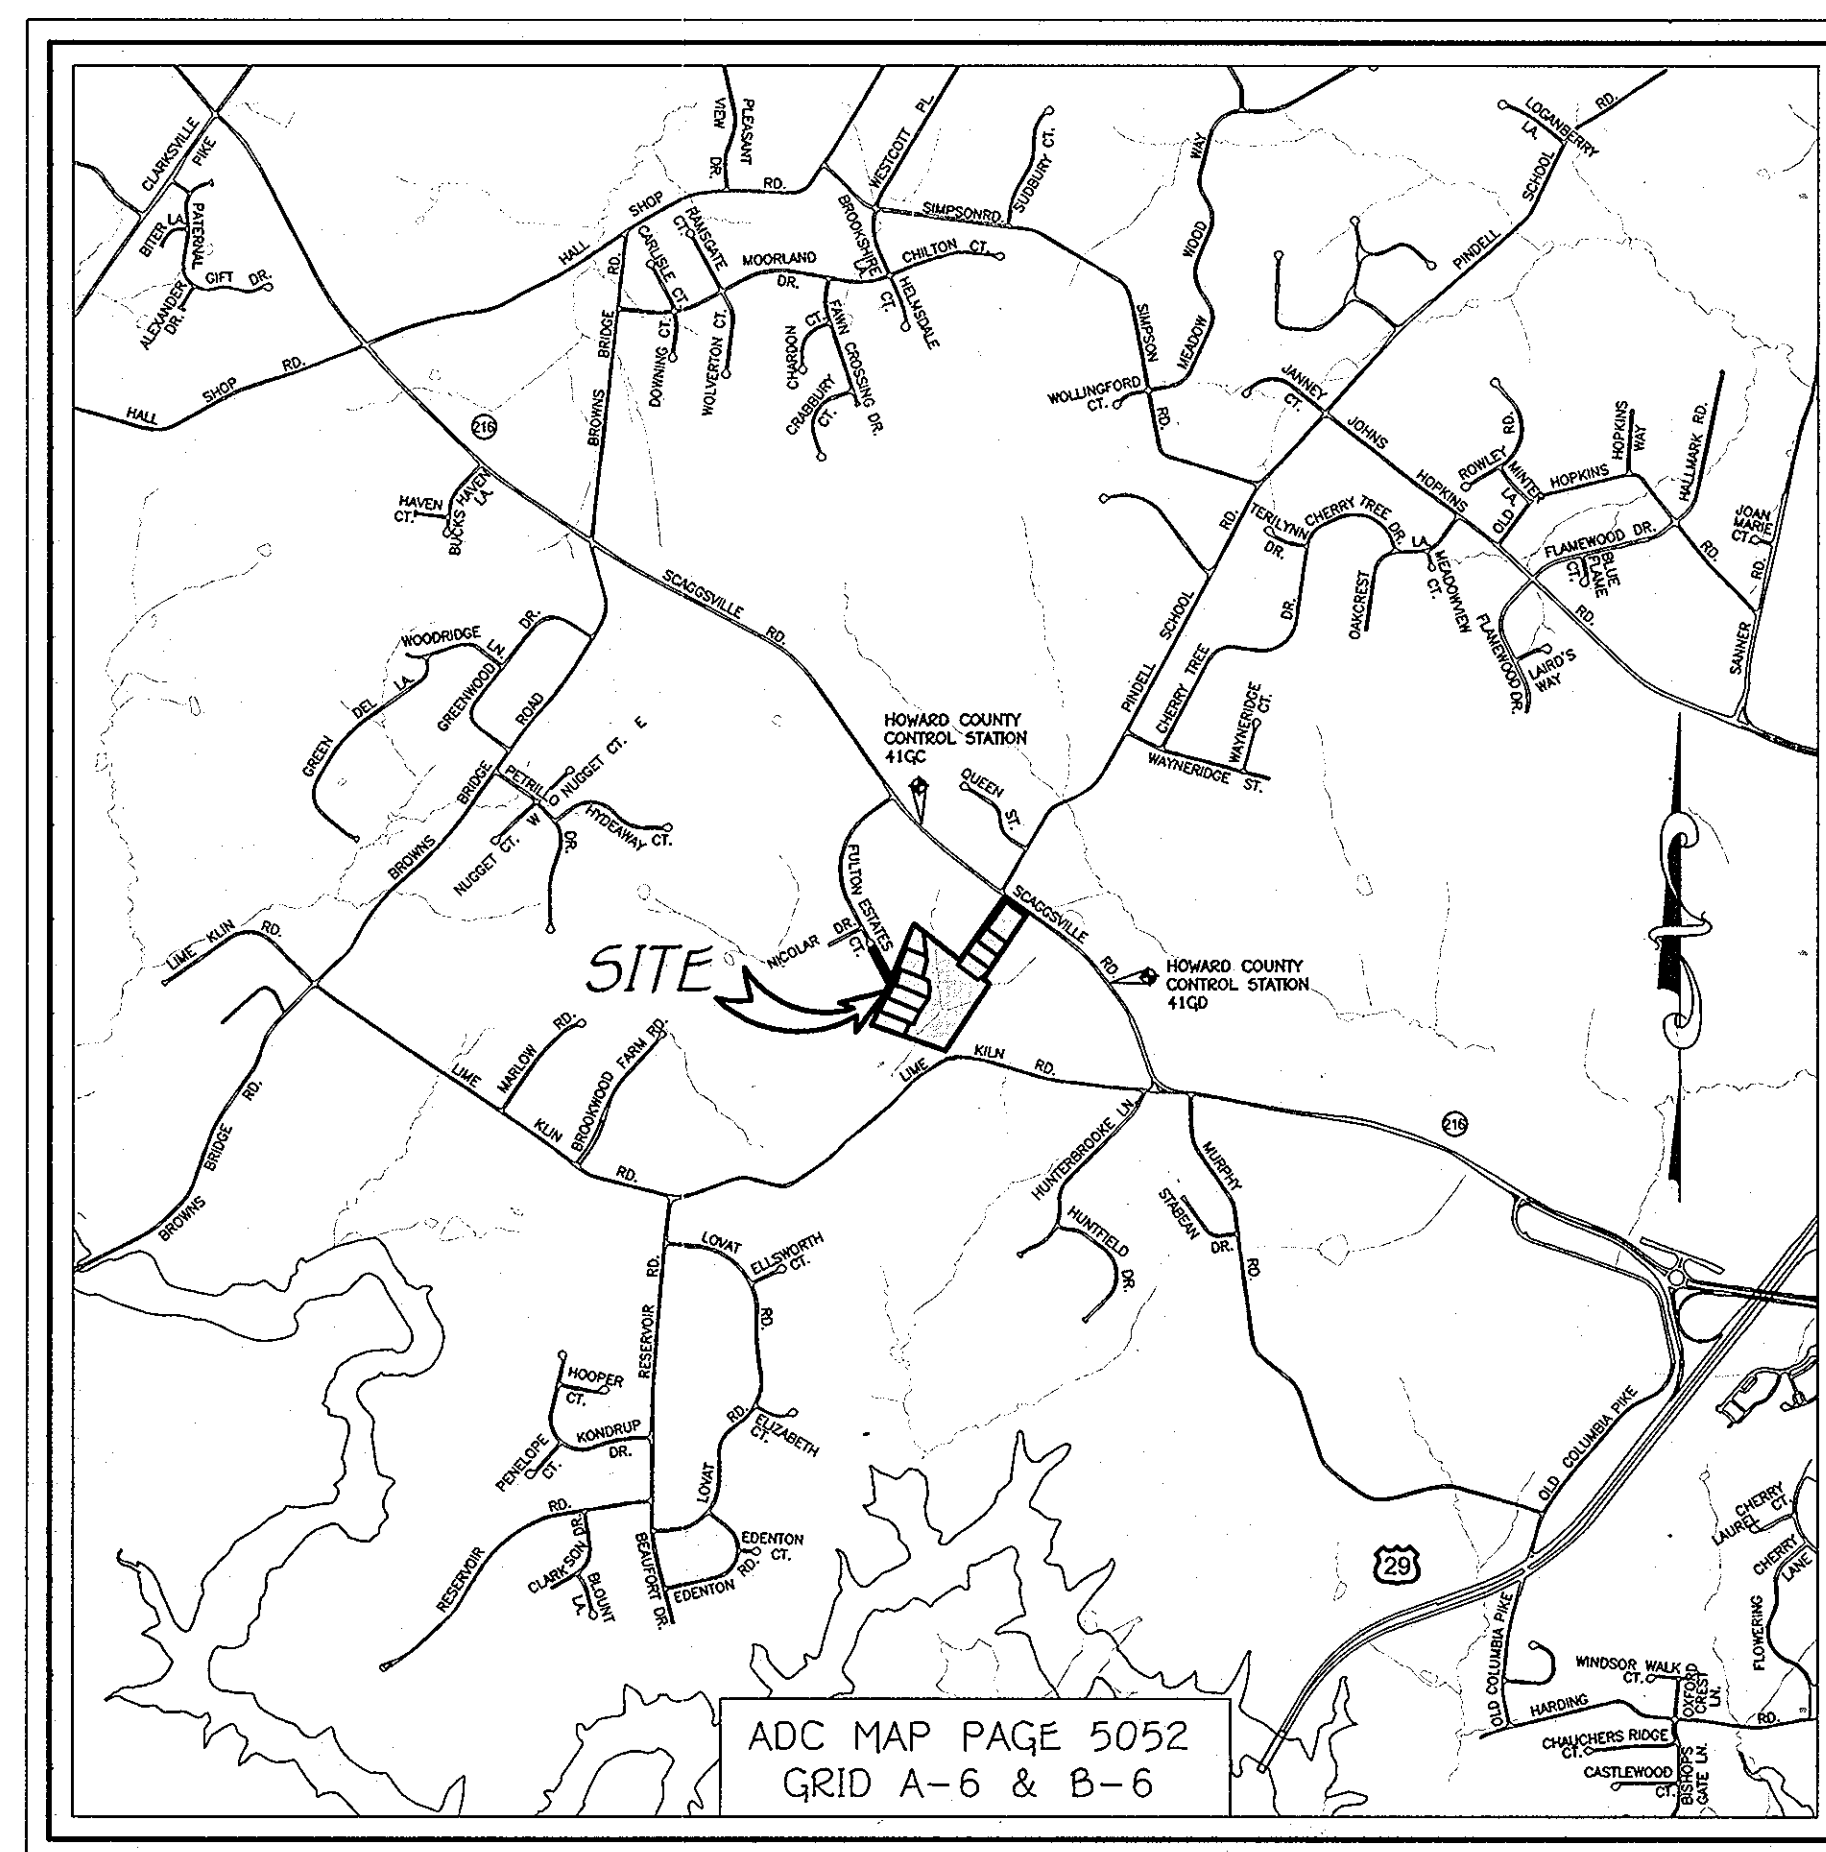 CLARKSVILLE
PIKE
PATERNAL
BITER LA.
GIFT DR.
ALEXANDER
DR.
HALL SHOP RD.
PLEASANT
VIEW DR.
HALL SHOP RD.
WESTCOTT PL.
SUDBURY CT.
SIMPSON RD.
BROOKSHIRE
LA.
CHILTON CT.
HELMSDALE
CT.
RAMSGATE
CT.
CARLISLE CT.
MOORLAND
DR.
DOWNING CT.
WOLVERTON CT.
CHARDON
CT.
FAWN CROSSING DR.
CRABBURY
CT.
BROWNS BRIDGE RD.
216
HAVEN
CT.
BUCKS HAVEN
LA.
SIMPSON
RD.
WOLLINGFORD
CT.
MEADOW WOOD WAY
LOGANBERRY
LA.
PINDELL SCHOOL RD.
JANNEY
CT.
JOHNS HOPKINS RD.
ROWLEY RD.
MINTER
LA.
OLD HOPKINS RD.
HOPKINS
WAY
HALLMARK RD.
JOAN
MARIE
CT.
SANNER RD.
FLAMEWOOD DR.
BLUE
FLAME
CT.
FLAMEWOOD DR.
LAIRD'S
WAY
TERILYNN
DR.
CHERRY TREE DR.
OAKCREST
LA.
MEADOWVIEW
CT.
CHERRY TREE DR.
PINDELL SCHOOL RD.
WAYNERIDGE
CT.
WAYNERIDGE ST.
SCAGGSVILLE RD.
WOODRIDGE LN.
GREENWOOD DR.
GREEN DEL LA.
BROWNS BRIDGE ROAD
PETRILLO DR.
NUGGET CT. E
NUGGET CT. W
HYDEAWAY CT.
HOWARD COUNTY
CONTROL STATION
41GC
QUEEN ST.
FULTON ESTATES
CT.
NICOLAR DR.
SCAGGSVILLE RD.
SITE
HOWARD COUNTY
CONTROL STATION
41GD
LIME KLIN RD.
LIME KLIN RD.
MARLOW RD.
BROOKWOOD FARM RD.
LIME KILN RD.
BROWNS BRIDGE RD.
HUNTERBROOKE LN.
HUNTFIELD DR.
MURPHY RD.
STABEAN DR.
216
LOVAT RD.
ELLSWORTH
CT.
RESERVOIR RD.
HOOPER
CT.
KONDRUP
DR.
PENELOPE
CT.
LOVAT RD.
ELIZABETH
CT.
RESERVOIR RD.
CLARKSON DR.
BLOUNT
LA.
BEAUFORT DR.
EDENTON
CT.
EDENTON RD.
OLD COLUMBIA PIKE
29
OLD COLUMBIA PIKE
CHERRY
CT.
LAUREL
CHERRY
LANE
FLOWERING
WINDSOR WALK
CT.
OXFORD
CREST
LN.
HARDING RD.
CHAUCHERS RIDGE
CT.
CASTLEWOOD
CT.
BISHOPS
GATE LN.
ADC MAP PAGE 5052
GRID A-6 & B-6